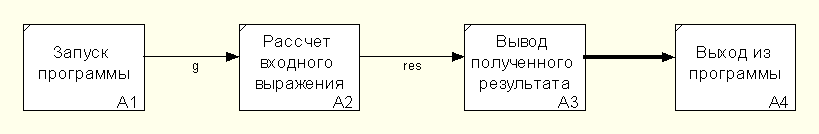 Запуск
программы
A1
g
Рассчет
входного
выражения
A2
res
Вывод
полученного
результата
A3
Выход из
программы
A4